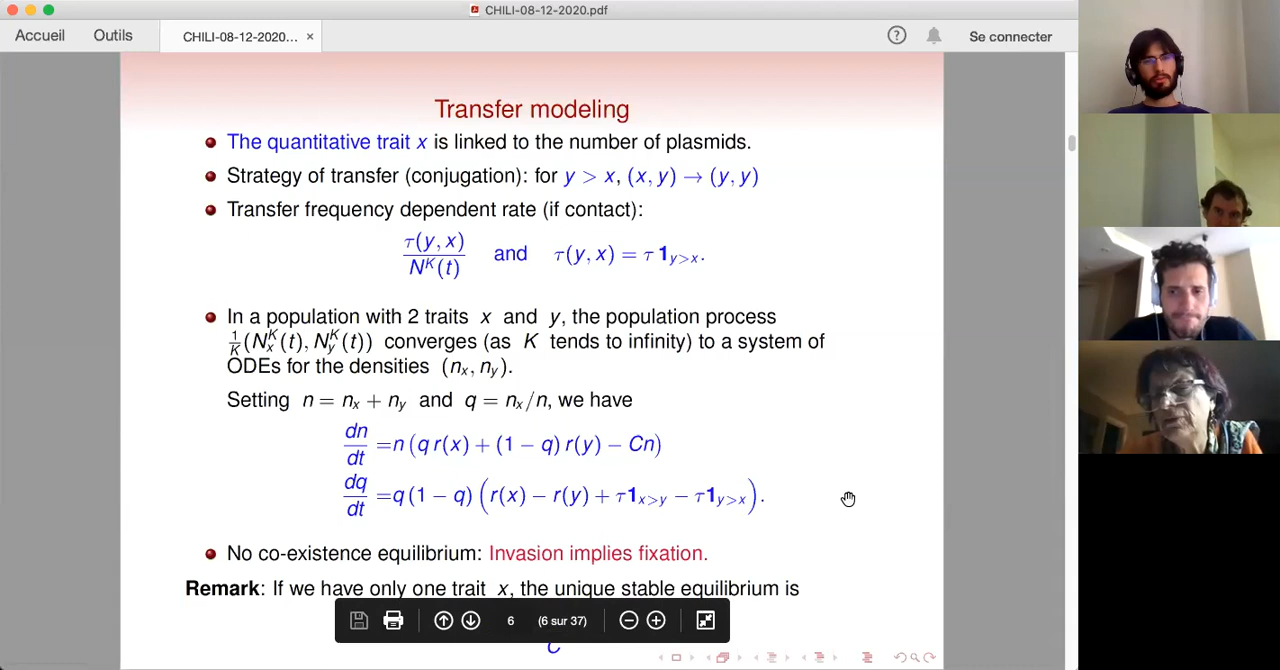 CHILI-08-12-2020.pdf
Accueil Outils CHILI-08-12-2020... × ? Se connecter
Transfer modeling
The quantitative trait x is linked to the number of plasmids.
Strategy of transfer (conjugation): for y > x, (x, y) → (y, y)
Transfer frequency dependent rate (if contact):
τ(y, x) / N^K(t) and τ(y, x) = τ 1_{y>x}.
In a population with 2 traits x and y, the population process
1/K (N_x^K(t), N_y^K(t)) converges (as K tends to infinity) to a system of
ODEs for the densities (n_x, n_y).
Setting n = n_x + n_y and q = n_x/n, we have
dn/dt = n (q r(x) + (1 − q) r(y) − Cn)
dq/dt = q (1 − q) (r(x) − r(y) + τ1_{x>y} − τ1_{y>x}).
No co-existence equilibrium: Invasion implies fixation.
Remark: If we have only one trait x, the unique stable equilibrium is
6 (6 sur 37)
C